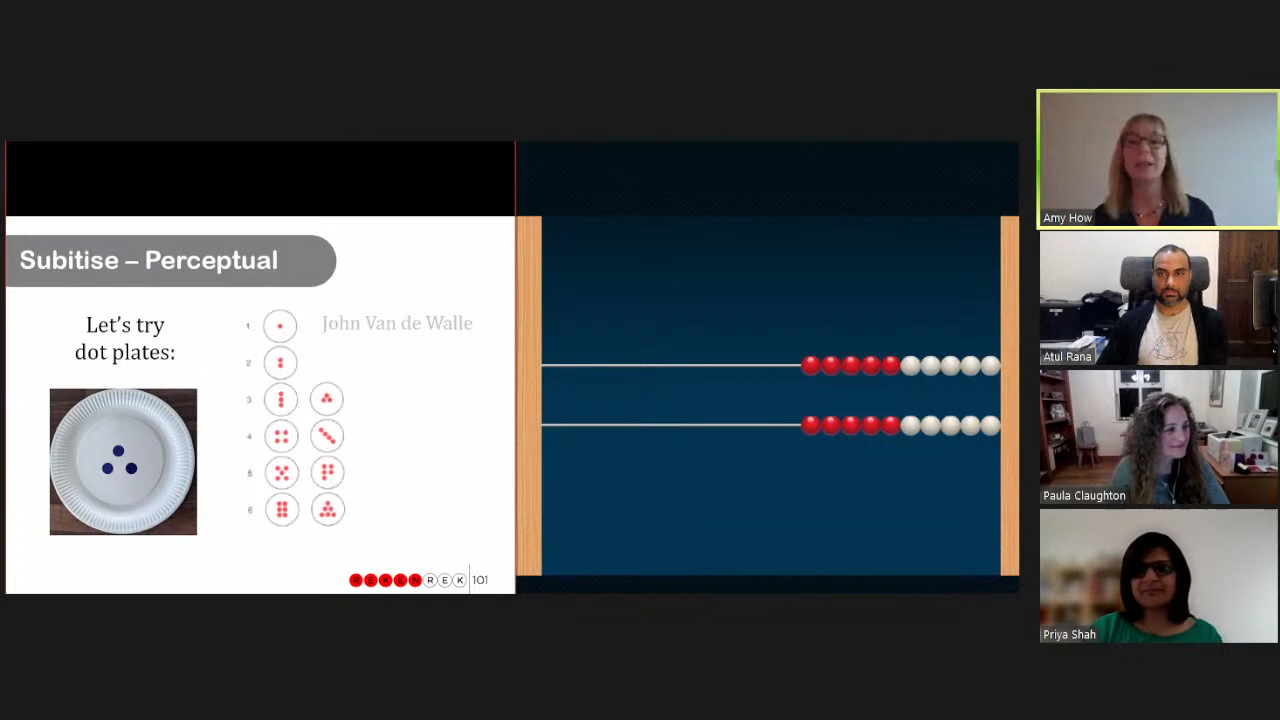 Subitise – Perceptual
Let's try
dot plates:
John Van de Walle
1
2
3
4
5
6
REKENREK 101
Amy How
Atul Rana
Paula Claughton
Priya Shah